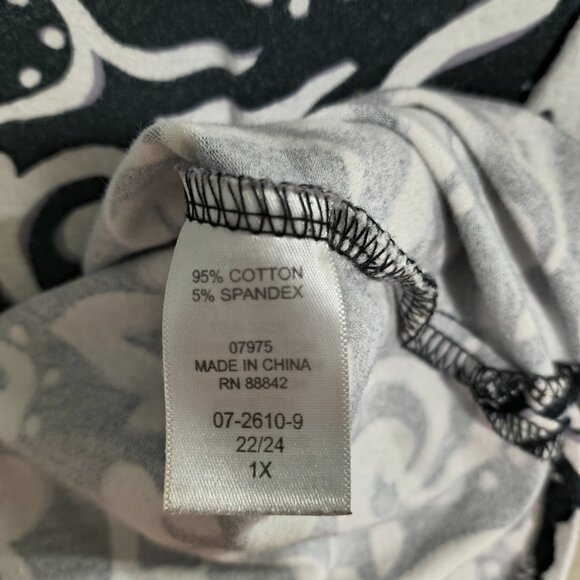 95% COTTON
5% SPANDEX
07975
MADE IN CHINA
RN 88842
07-2610-9
22/24
1X